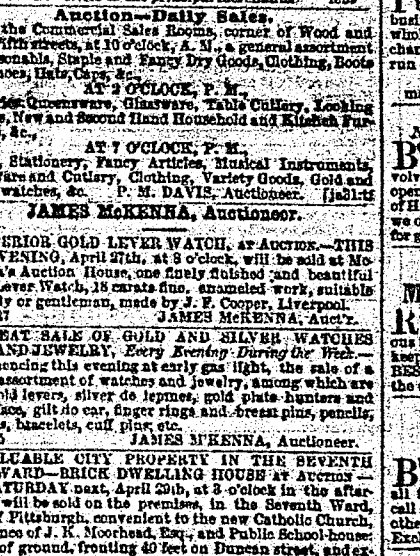 Auction—Daily Sales.
the Commercial Sales Rooms, corner of Wood and
Fifth streets, at 10 o'clock, A. M., a general assortment
sonable, Staple and Fancy Dry Goods, Clothing, Boots
hoes, Hats, Caps, &c.,
AT 2 O'CLOCK, P. M.,
Queensware, Glassware, Table Cutlery, Looking
s, New and Second Hand Household and Kitchen Fur-
, &c.,
AT 7 O'CLOCK, P. M.,
Stationery, Fancy Articles, Musical Instruments,
ware and Cutlery, Clothing, Variety Goods, Gold and
watches, &c. P. M. DAVIS, Auctioneer. [ja31:tf
JAMES McKENNA, Auctioneer.
ERIOR GOLD LEVER WATCH, AT AUCTION.—THIS
EVENING, April 27th, at 8 o'clock, will be sold at Mc-
a's Auction House, one finely finished and beautiful
Lever Watch, 18 carats fine, enameled work, suitable
dy or gentleman, made by J. F. Cooper, Liverpool.
27 JAMES McKENNA, Auct'r.
EAT SALE OF GOLD AND SILVER WATCHES
AND JEWELRY, Every Evening During the Week.—
encing this evening at early gas light, the sale of a
assortment of watches and jewelry, among which are
old levers, silver do lepines, gold plate hunters and
face, gilt do car, finger rings and breast pins, pencils,
s, bracelets, cuff pins, etc.
JAMES M'KENNA, Auctioneer.
LUABLE CITY PROPERTY IN THE SEVENTH
WARD—BRICK DWELLING HOUSE AT AUCTION—
ATURDAY next, April 29th, at 3 o'clock in the after-
will be sold on the premises, in the Seventh Ward,
f Pittsburgh, convenient to the new Catholic Church,
nce of J. K. Moorhead, Esq., and Public School-house
of ground, fronting 40 feet on Duncan street, and ex